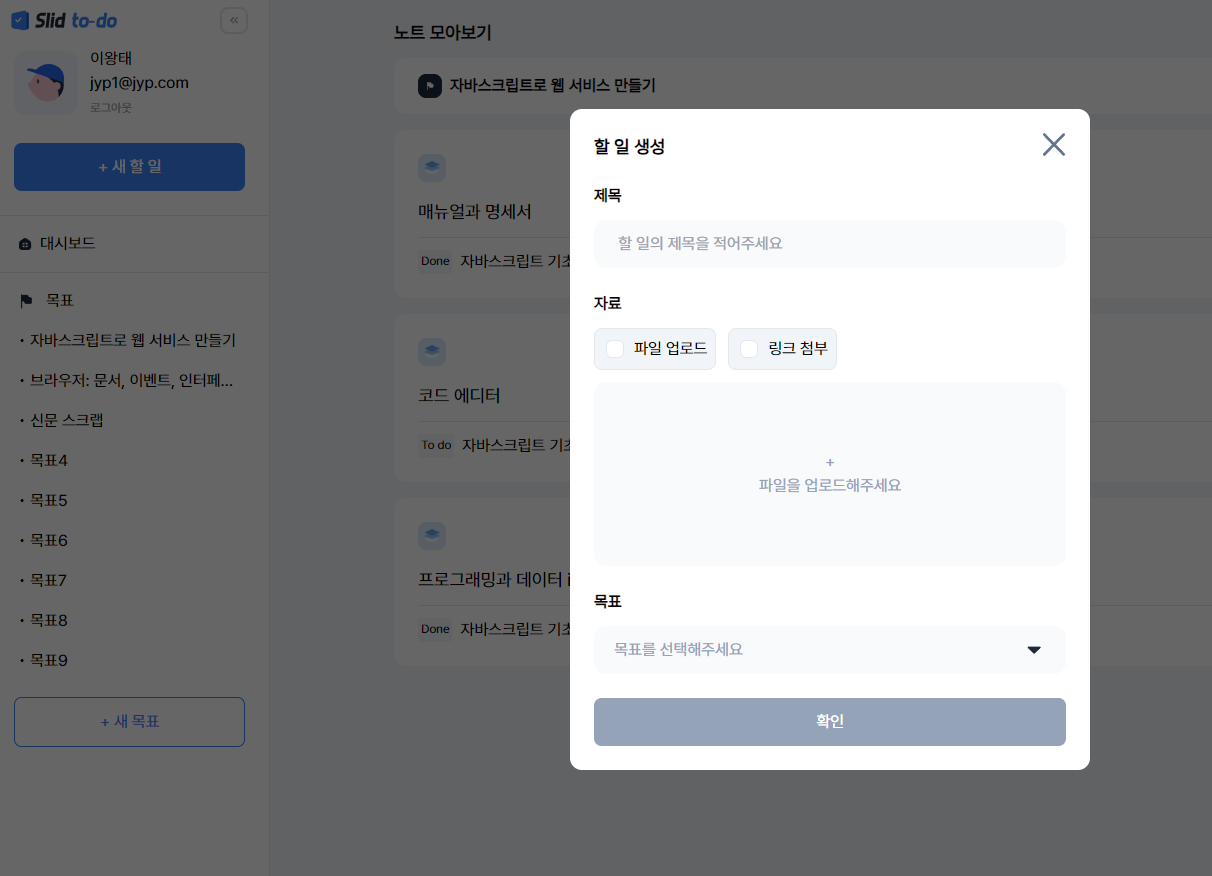 Slid to-do
«
이왕태
jyp1@jyp.com
로그아웃
+ 새 할 일
대시보드
목표
• 자바스크립트로 웹 서비스 만들기
• 브라우저: 문서, 이벤트, 인터페...
• 신문 스크랩
• 목표4
• 목표5
• 목표6
• 목표7
• 목표8
• 목표9
+ 새 목표
노트 모아보기
자바스크립트로 웹 서비스 만들기
매뉴얼과 명세서
Done 자바스크립트 기초
코드 에디터
To do 자바스크립트 기초
프로그래밍과 데이터
Done 자바스크립트 기초
할 일 생성
제목
할 일의 제목을 적어주세요
자료
파일 업로드
링크 첨부
+
파일을 업로드해주세요
목표
목표를 선택해주세요
확인